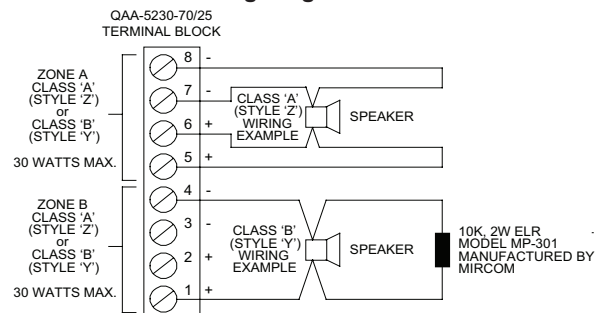 QAA-5230-70/25
TERMINAL BLOCK
ZONE A
CLASS 'A'
(STYLE 'Z')
or
CLASS 'B'
(STYLE 'Y')
30 WATTS MAX.
8 -
7 -
6 +
5 +
CLASS 'A'
(STYLE 'Z')
WIRING
EXAMPLE
SPEAKER
ZONE B
CLASS 'A'
(STYLE 'Z')
or
CLASS 'B'
(STYLE 'Y')
30 WATTS MAX.
4 -
3 -
2 +
1 +
CLASS 'B'
(STYLE 'Y')
WIRING
EXAMPLE
SPEAKER
10K, 2W ELR
MODEL MP-301
MANUFACTURED BY
MIRCOM